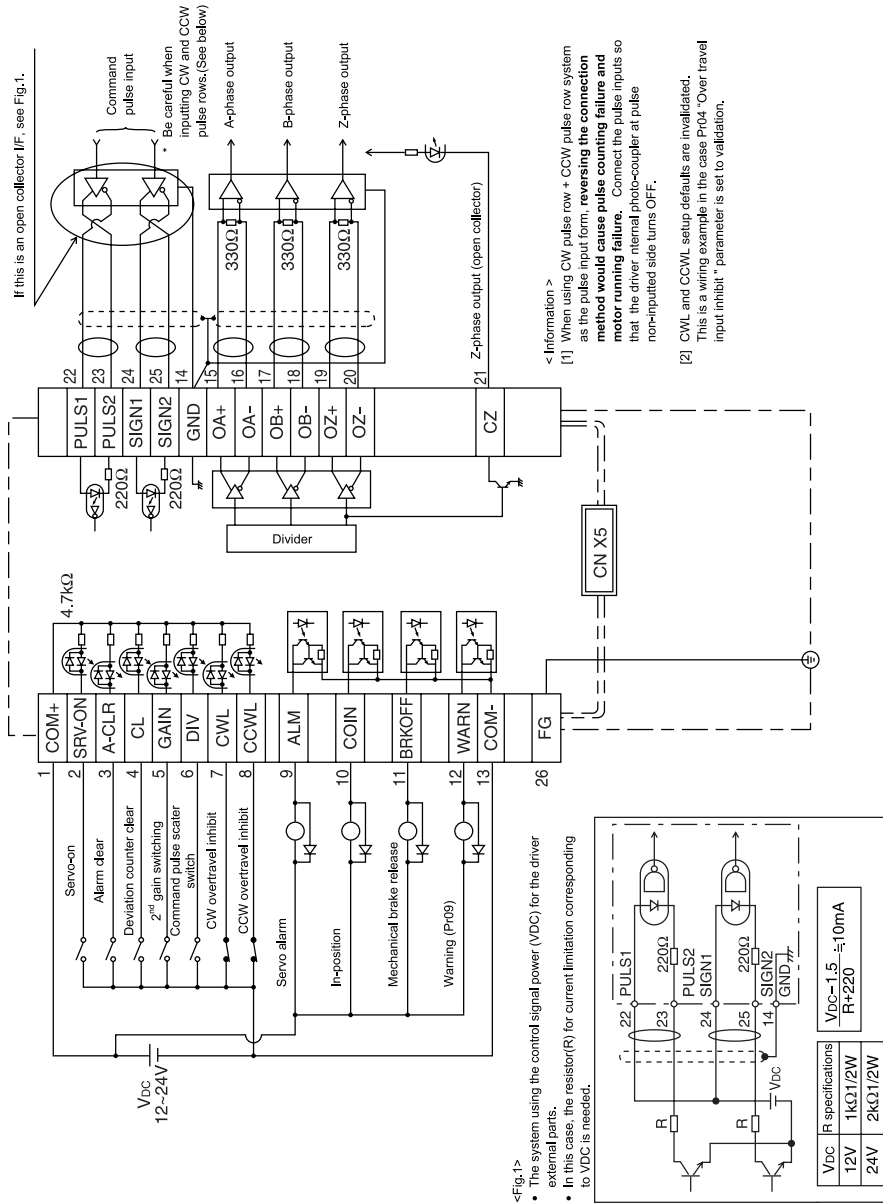 If this is an open collector I/F, see Fig.1.
Command
pulse input
* Be careful when
inputting CW and CCW
pulse rows.(See below)
A-phase output
B-phase output
Z-phase output
330Ω
330Ω
330Ω
Z-phase output (open collector)
22
23
24
25
14
15
16
17
18
19
20
21
PULS1
PULS2
SIGN1
SIGN2
GND
OA+
OA-
OB+
OB-
OZ+
OZ-
CZ
220Ω
220Ω
Divider
< Information >
[1] When using CW pulse row + CCW pulse row system
as the pulse input form, reversing the connection
method would cause pulse counting failure and
motor running failure. Connect the pulse inputs so
that the driver nternal photo-coupler at pulse
non-inputted side turns OFF.
[2] CWL and CCWL setup defaults are invalidated.
This is a wiring example in the case Pr04 “Over travel
input inhibit ” parameter is set to validation.
CN X5
4.7kΩ
COM+
SRV-ON
A-CLR
CL
GAIN
DIV
CWL
CCWL
ALM
COIN
BRKOFF
WARN
COM-
FG
1
2
3
4
5
6
7
8
9
10
11
12
13
26
Servo-on
Alarm clear
Deviation counter clear
2nd gain switching
Command pulse scater
switch
CW overtravel inhibit
CCW overtravel inhibit
Servo alarm
In-position
Mechanical brake release
Warning (Pr09)
VDC
12~24V
<Fig.1>
• The system using the control signal power (VDC) for the driver
external parts.
• In this case, the resistor(R) for current limitation corresponding
to VDC is needed.
22
PULS1
23
220Ω
PULS2
24
SIGN1
25
220Ω
SIGN2
14
GND
R
R
VDC
VDC R specifications
12V 1kΩ1/2W
24V 2kΩ1/2W
VDC-1.5
R+220
≒10mA